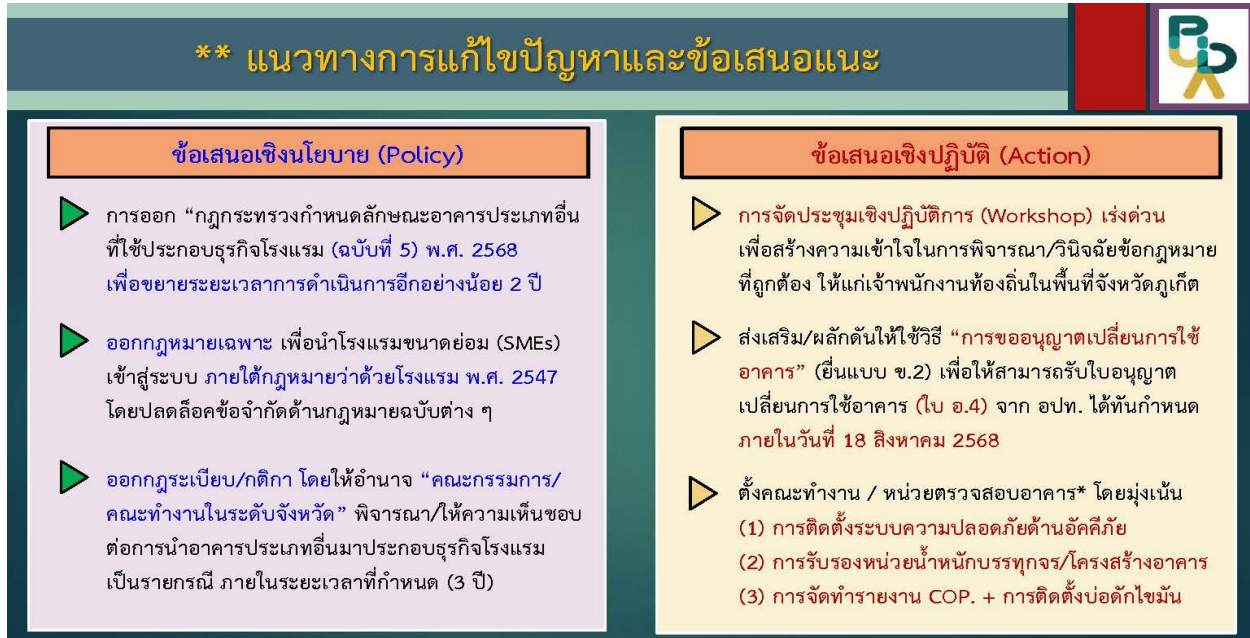 ** แนวทางการแก้ไขปัญหาและข้อเสนอแนะ
ข้อเสนอเชิงนโยบาย (Policy)
การออก “กฎกระทรวงกำหนดลักษณะอาคารประเภทอื่น
ที่ใช้ประกอบธุรกิจโรงแรม (ฉบับที่ 5) พ.ศ. 2568
เพื่อขยายระยะเวลาการดำเนินการอีกอย่างน้อย 2 ปี
ออกกฎหมายเฉพาะ เพื่อนำโรงแรมขนาดย่อม (SMEs)
เข้าสู่ระบบ ภายใต้กฎหมายว่าด้วยโรงแรม พ.ศ. 2547
โดยปลดล็อคข้อจำกัดด้านกฎหมายฉบับต่าง ๆ
ออกกฎระเบียบ/กติกา โดยให้อำนาจ “คณะกรรมการ/
คณะทำงานในระดับจังหวัด” พิจารณา/ให้ความเห็นชอบ
ต่อการนำอาคารประเภทอื่นมาประกอบธุรกิจโรงแรม
เป็นรายกรณี ภายในระยะเวลาที่กำหนด (3 ปี)
ข้อเสนอเชิงปฏิบัติ (Action)
การจัดประชุมเชิงปฏิบัติการ (Workshop) เร่งด่วน
เพื่อสร้างความเข้าใจในการพิจารณา/วินิจฉัยข้อกฎหมาย
ที่ถูกต้อง ให้แก่เจ้าพนักงานท้องถิ่นในพื้นที่จังหวัดภูเก็ต
ส่งเสริม/ผลักดันให้ใช้วิธี “การขออนุญาตเปลี่ยนการใช้
อาคาร” (ยื่นแบบ ข.2) เพื่อให้สามารถรับใบอนุญาต
เปลี่ยนการใช้อาคาร (ใบ อ.4) จาก อปท. ได้ทันกำหนด
ภายในวันที่ 18 สิงหาคม 2568
ตั้งคณะทำงาน / หน่วยตรวจสอบอาคาร* โดยมุ่งเน้น
(1) การติดตั้งระบบความปลอดภัยด้านอัคคีภัย
(2) การรับรองหน่วยน้ำหนักบรรทุกจร/โครงสร้างอาคาร
(3) การจัดทำรายงาน COP. + การติดตั้งบ่อดักไขมัน